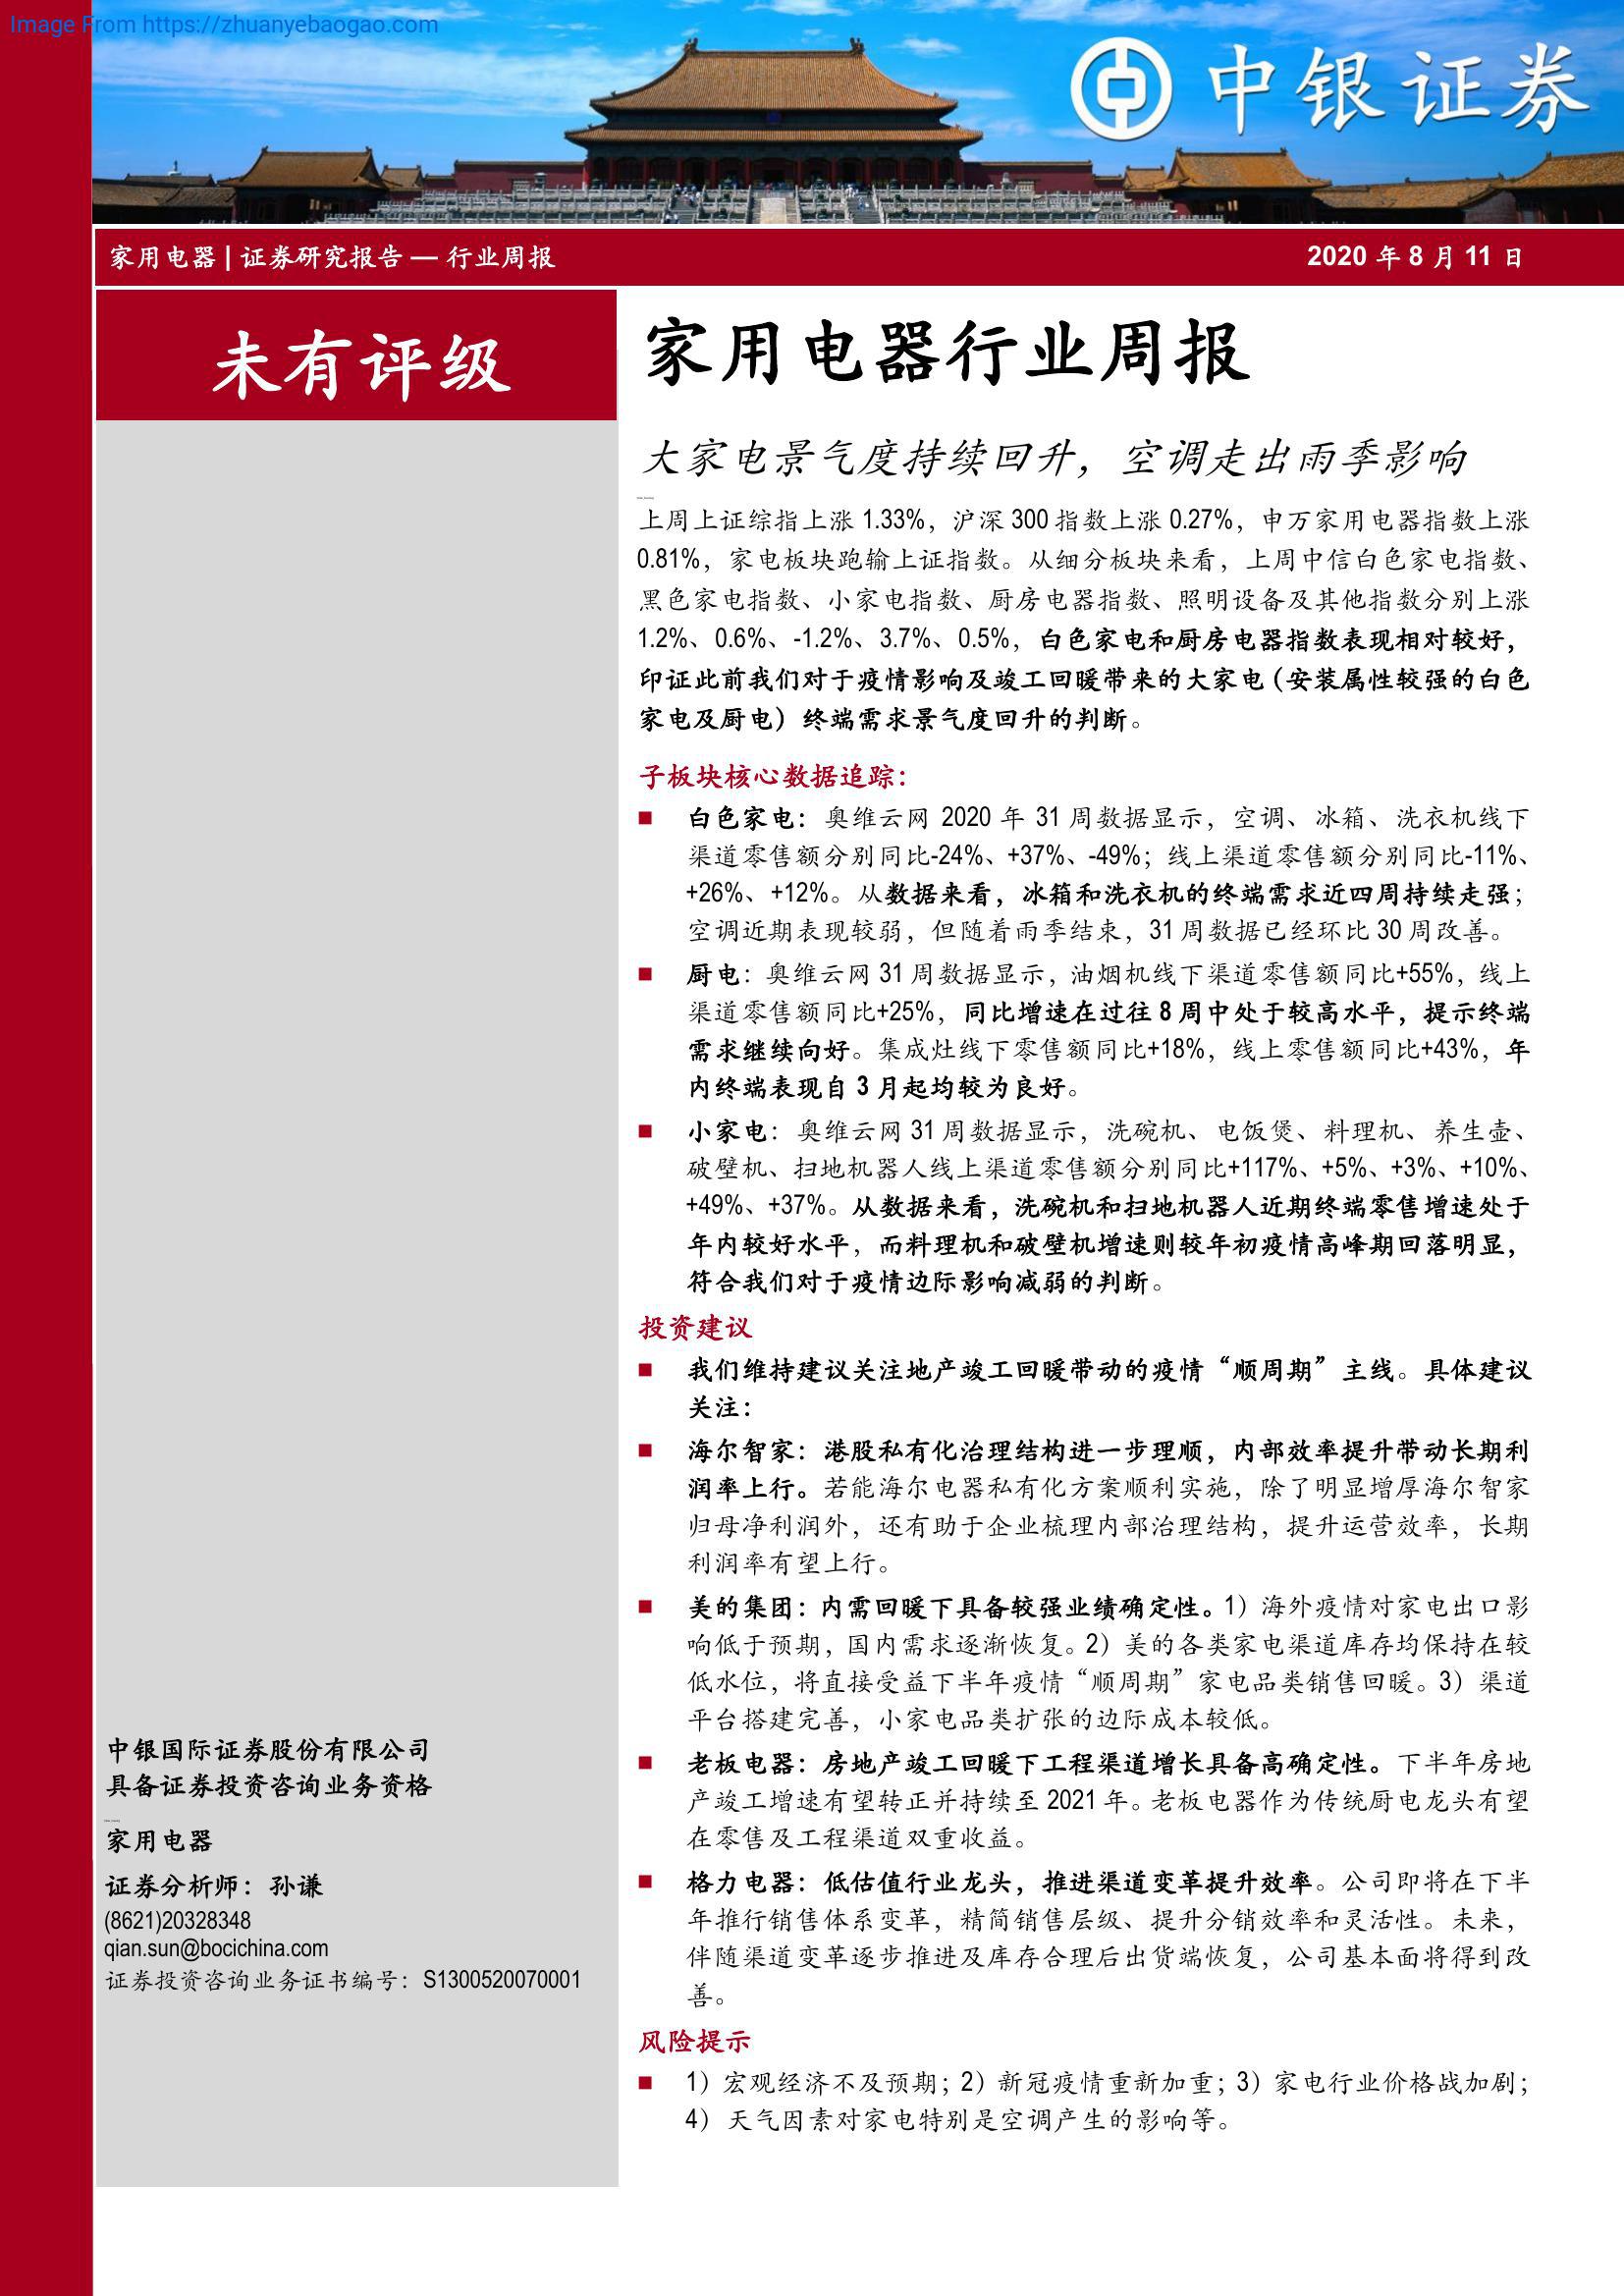 Image From https://zhuanyebaogao.com
中银证券
家用电器 | 证券研究报告 — 行业周报
2020 年 8 月 11 日
未有评级
家用电器行业周报
大家电景气度持续回升，空调走出雨季影响
上周上证综指上涨 1.33%，沪深 300 指数上涨 0.27%，申万家用电器指数上涨
0.81%，家电板块跑输上证指数。从细分板块来看，上周中信白色家电指数、
黑色家电指数、小家电指数、厨房电器指数、照明设备及其他指数分别上涨
1.2%、0.6%、-1.2%、3.7%、0.5%，白色家电和厨房电器指数表现相对较好，
印证此前我们对于疫情影响及竣工回暖带来的大家电（安装属性较强的白色
家电及厨电）终端需求景气度回升的判断。
子板块核心数据追踪：
■ 白色家电：奥维云网 2020 年 31 周数据显示，空调、冰箱、洗衣机线下
渠道零售额分别同比-24%、+37%、-49%；线上渠道零售额分别同比-11%、
+26%、+12%。从数据来看，冰箱和洗衣机的终端需求近四周持续走强；
空调近期表现较弱，但随着雨季结束，31 周数据已经环比 30 周改善。
■ 厨电：奥维云网 31 周数据显示，油烟机线下渠道零售额同比+55%，线上
渠道零售额同比+25%，同比增速在过往 8 周中处于较高水平，提示终端
需求继续向好。集成灶线下零售额同比+18%，线上零售额同比+43%，年
内终端表现自 3 月起均较为良好。
■ 小家电：奥维云网 31 周数据显示，洗碗机、电饭煲、料理机、养生壶、
破壁机、扫地机器人线上渠道零售额分别同比+117%、+5%、+3%、+10%、
+49%、+37%。从数据来看，洗碗机和扫地机器人近期终端零售增速处于
年内较好水平，而料理机和破壁机增速则较年初疫情高峰期回落明显，
符合我们对于疫情边际影响减弱的判断。
投资建议
■ 我们维持建议关注地产竣工回暖带动的疫情“顺周期”主线。具体建议
关注：
■ 海尔智家：港股私有化治理结构进一步理顺，内部效率提升带动长期利
润率上行。若能海尔电器私有化方案顺利实施，除了明显增厚海尔智家
归母净利润外，还有助于企业梳理内部治理结构，提升运营效率，长期
利润率有望上行。
■ 美的集团：内需回暖下具备较强业绩确定性。1）海外疫情对家电出口影
响低于预期，国内需求逐渐恢复。2）美的各类家电渠道库存均保持在较
低水位，将直接受益下半年疫情“顺周期”家电品类销售回暖。3）渠道
平台搭建完善，小家电品类扩张的边际成本较低。
■ 老板电器：房地产竣工回暖下工程渠道增长具备高确定性。下半年房地
产竣工增速有望转正并持续至 2021 年。老板电器作为传统厨电龙头有望
在零售及工程渠道双重收益。
■ 格力电器：低估值行业龙头，推进渠道变革提升效率。公司即将在下半
年推行销售体系变革，精简销售层级、提升分销效率和灵活性。未来，
伴随渠道变革逐步推进及库存合理后出货端恢复，公司基本面将得到改
善。
风险提示
■ 1）宏观经济不及预期；2）新冠疫情重新加重；3）家电行业价格战加剧；
4）天气因素对家电特别是空调产生的影响等。
中银国际证券股份有限公司
具备证券投资咨询业务资格
家用电器
证券分析师：孙谦
(8621)20328348
qian.sun@bocichina.com
证券投资咨询业务证书编号：S1300520070001